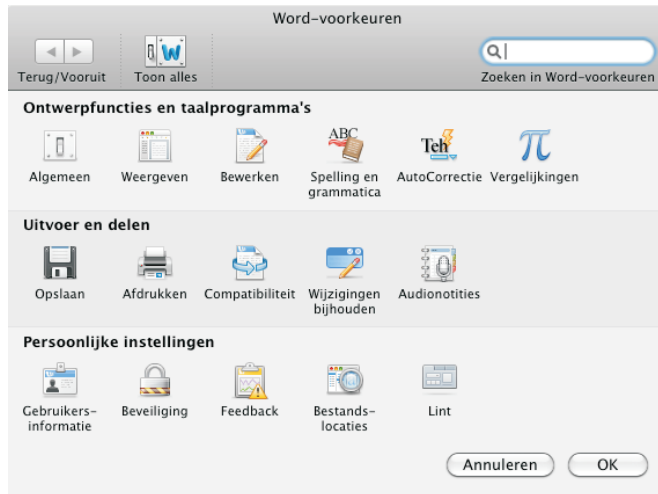 Word-voorkeuren
Terug/Vooruit Toon alles Zoeken in Word-voorkeuren
Ontwerpfuncties en taalprogramma's
ABC Teh
Algemeen Weergeven Bewerken Spelling en grammatica AutoCorrectie Vergelijkingen
Uitvoer en delen
Opslaan Afdrukken Compatibiliteit Wijzigingen bijhouden Audionotities
Persoonlijke instellingen
Gebruikers-informatie Beveiliging Feedback Bestands-locaties Lint
Annuleren OK